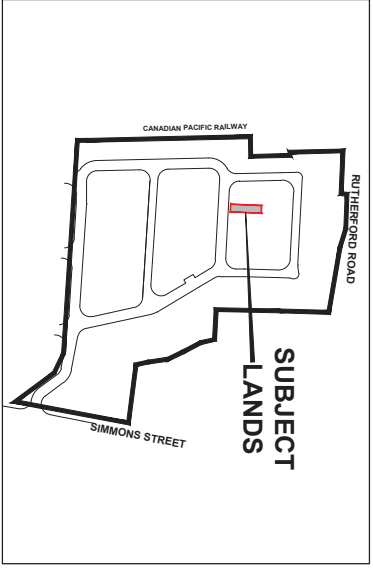 CANADIAN PACIFIC RAILWAY
RUTHERFORD ROAD
SUBJECT
LANDS
SIMMONS STREET